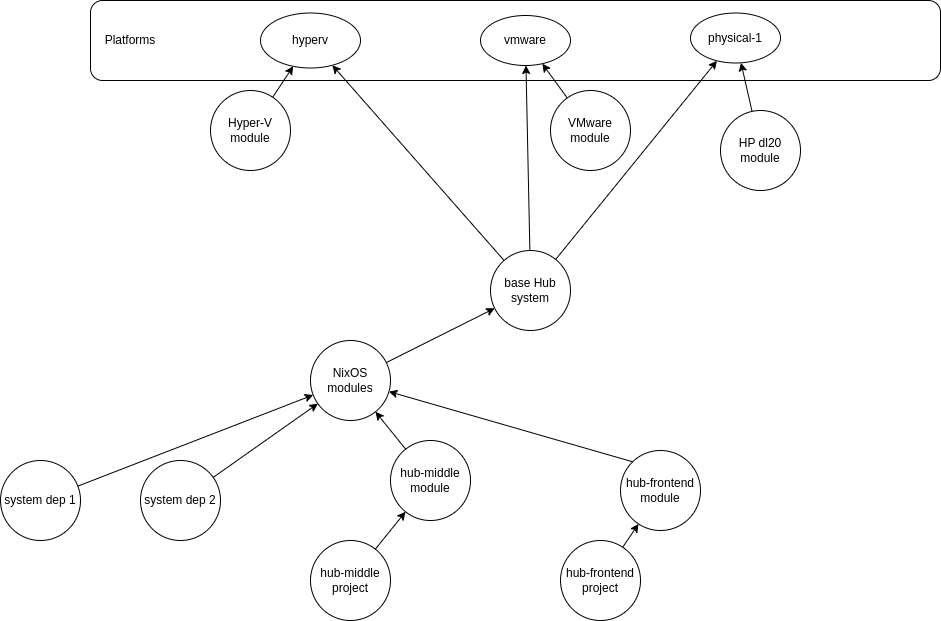 Platforms
hyperv
vmware
physical-1
Hyper-V
module
VMware
module
HP dl20
module
base Hub
system
NixOS
modules
system dep 1
system dep 2
hub-middle
module
hub-frontend
module
hub-middle
project
hub-frontend
project